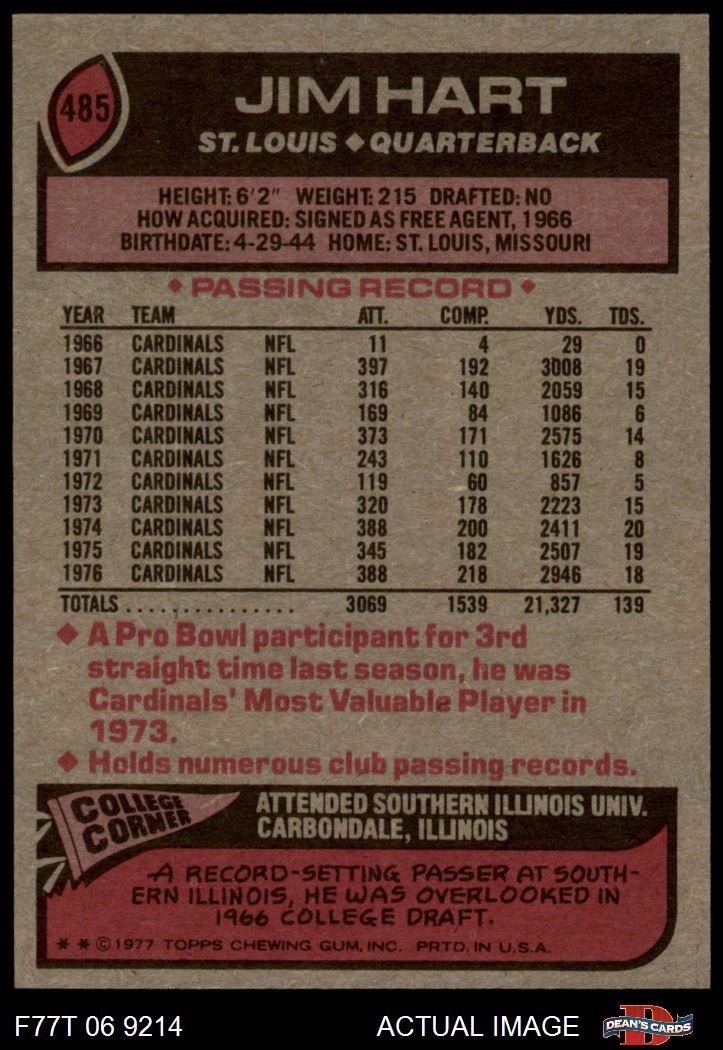 485
JIM HART
ST. LOUIS ◆ QUARTERBACK
HEIGHT: 6'2" WEIGHT: 215 DRAFTED: NO
HOW ACQUIRED: SIGNED AS FREE AGENT, 1966
BIRTHDATE: 4-29-44 HOME: ST. LOUIS, MISSOURI
◆ PASSING RECORD ◆
YEAR TEAM ATT. COMP. YDS. TDS.
1966 CARDINALS NFL 11 4 29 0
1967 CARDINALS NFL 397 192 3008 19
1968 CARDINALS NFL 316 140 2059 15
1969 CARDINALS NFL 169 84 1086 6
1970 CARDINALS NFL 373 171 2575 14
1971 CARDINALS NFL 243 110 1626 8
1972 CARDINALS NFL 119 60 857 5
1973 CARDINALS NFL 320 178 2223 15
1974 CARDINALS NFL 388 200 2411 20
1975 CARDINALS NFL 345 182 2507 19
1976 CARDINALS NFL 388 218 2946 18
TOTALS . . . . . . . . . . . . . . . 3069 1539 21,327 139
◆ A Pro Bowl participant for 3rd
straight time last season, he was
Cardinals' Most Valuable Player in
1973.
◆ Holds numerous club passing records.
COLLEGE
CORNER
ATTENDED SOUTHERN ILLINOIS UNIV.
CARBONDALE, ILLINOIS
A RECORD-SETTING PASSER AT SOUTH-
ERN ILLINOIS, HE WAS OVERLOOKED IN
1966 COLLEGE DRAFT.
* * © 1977 TOPPS CHEWING GUM, INC. PRTD. IN U.S.A.
F77T 06 9214 ACTUAL IMAGE
D
DEAN'S CARDS